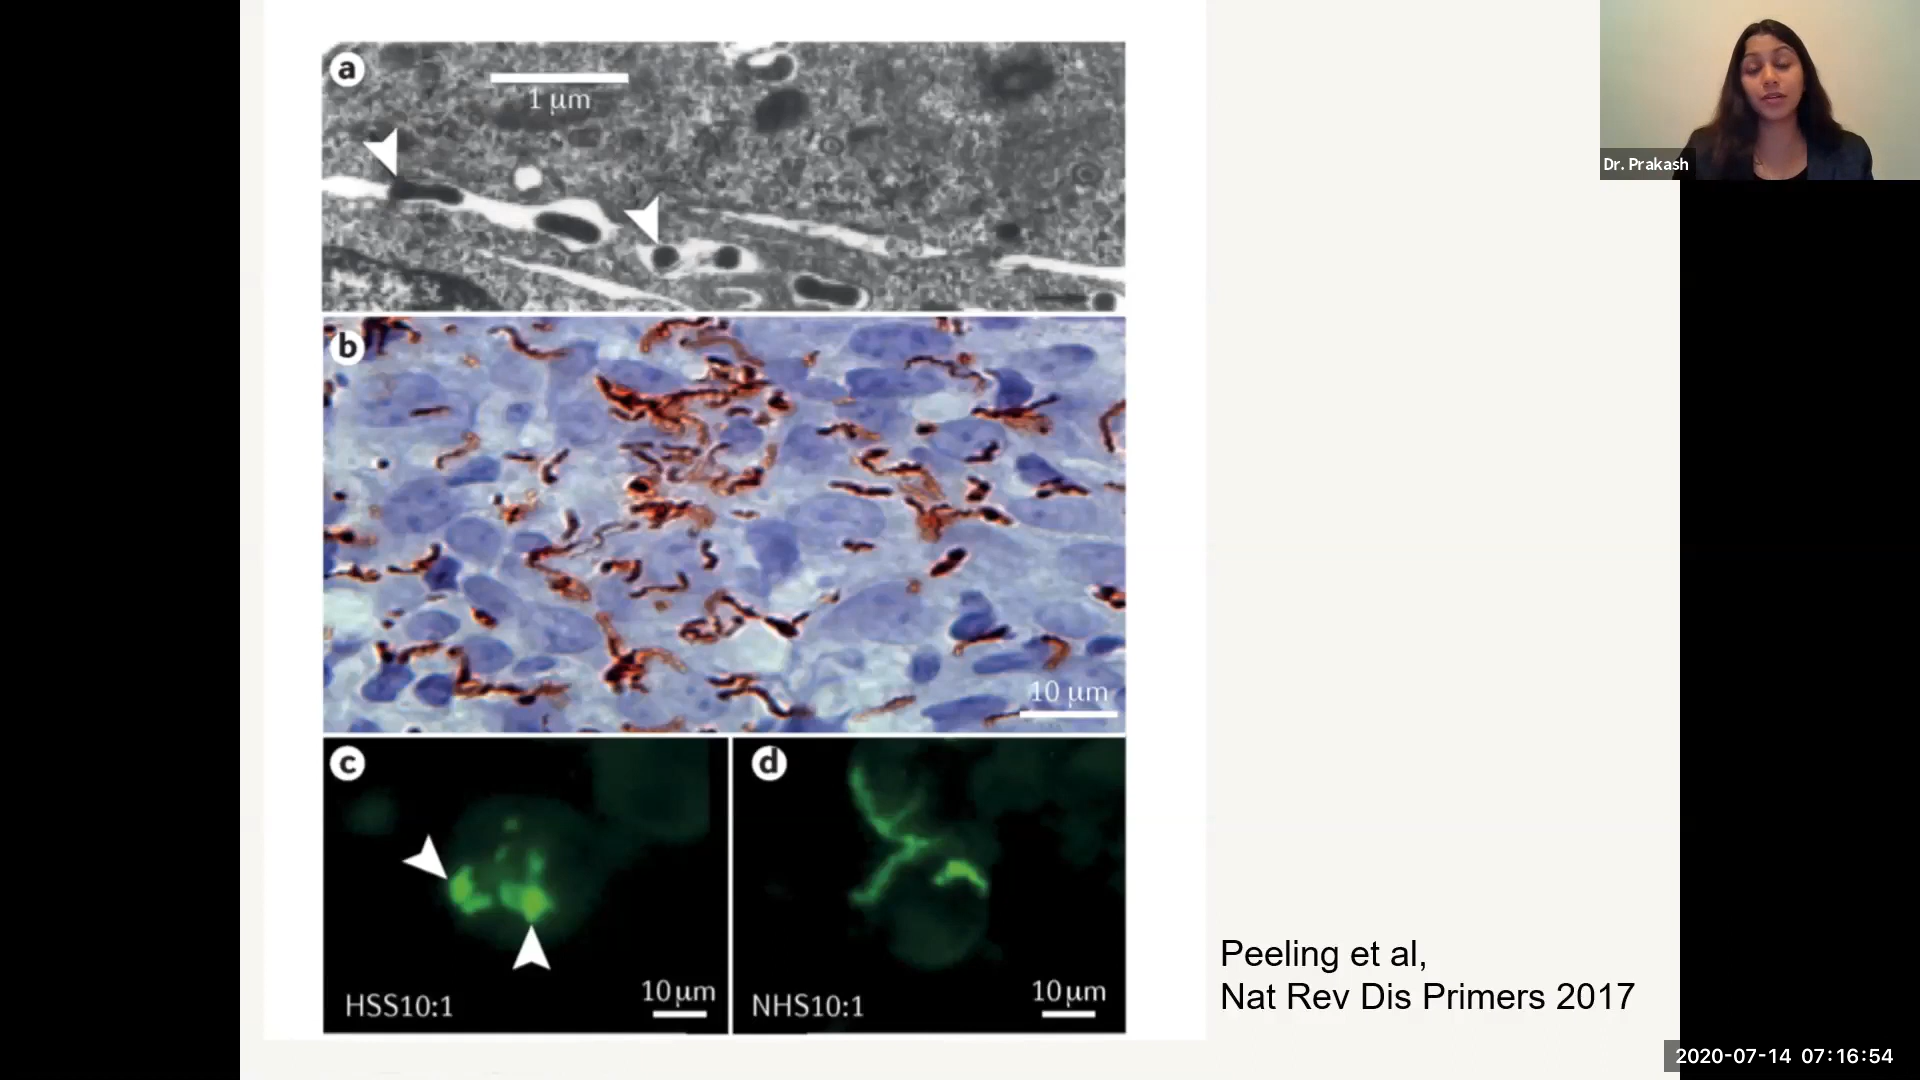 a
1 µm
Dr. Prakash
b
10 µm
c
d
HSS10:1
10 µm
NHS10:1
10 µm
Peeling et al,
Nat Rev Dis Primers 2017
2020-07-14 07:16:54